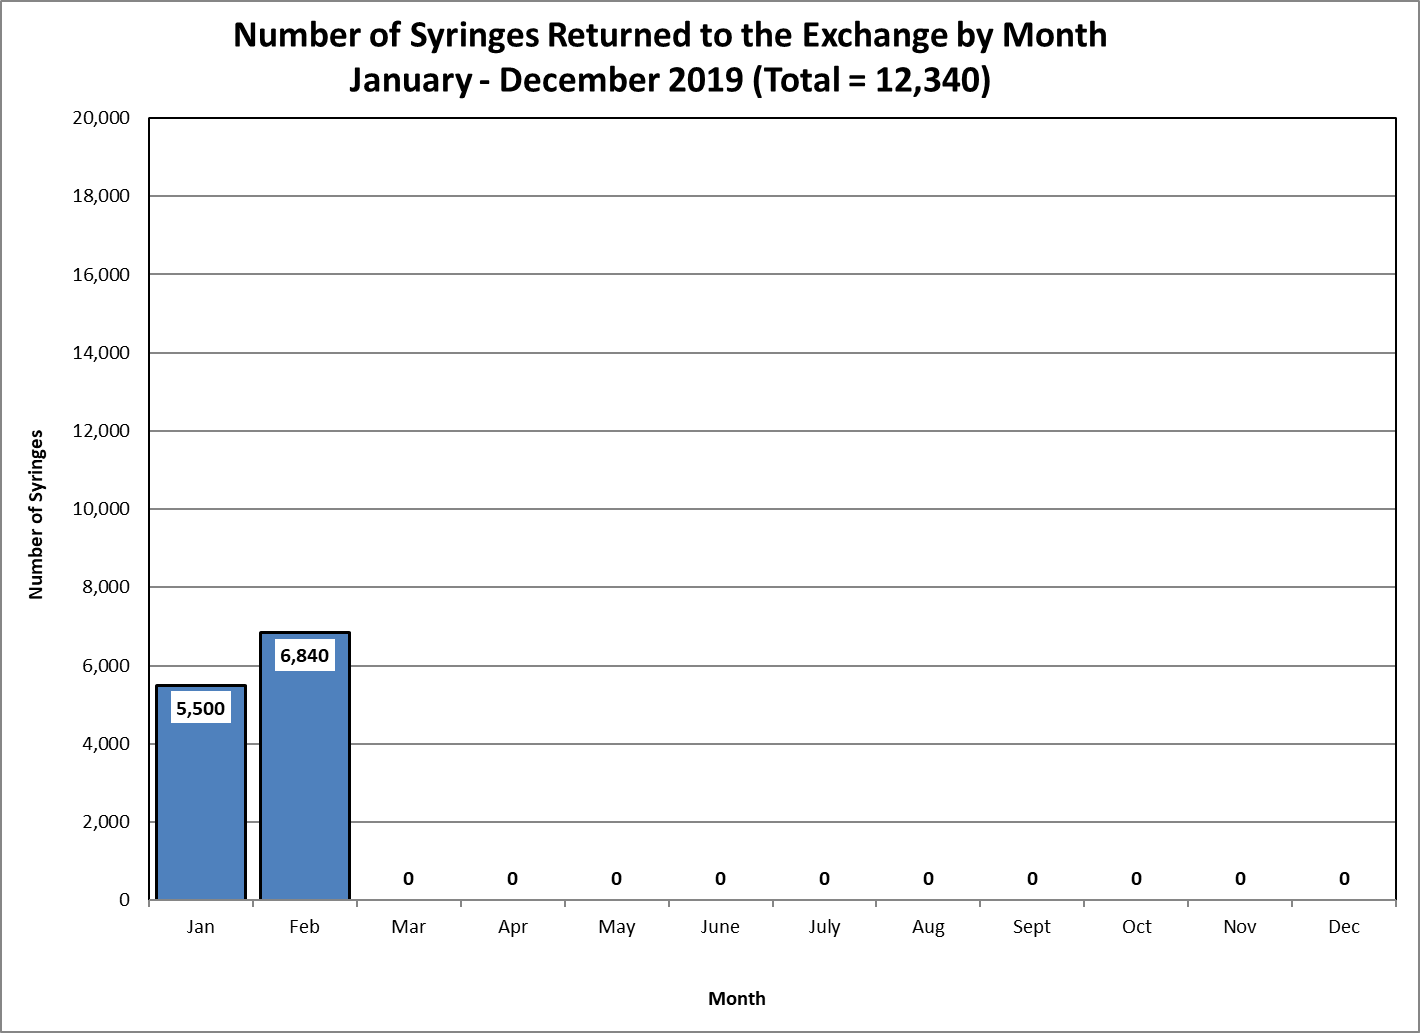 Number of Syringes Returned to the Exchange by Month
January - December 2019 (Total = 12,340)
20,000
18,000
16,000
14,000
12,000
10,000
8,000
6,000
4,000
2,000
0
Number of Syringes
5,500
6,840
0
0
0
0
0
0
0
0
0
0
Jan
Feb
Mar
Apr
May
June
July
Aug
Sept
Oct
Nov
Dec
Month